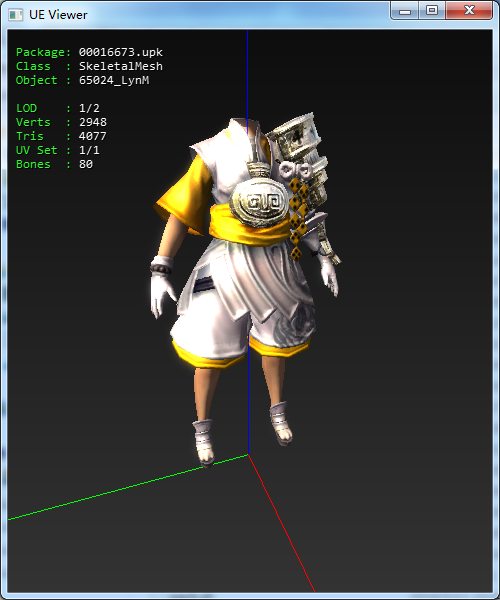 UE Viewer
Package: 00016673.upk
Class : SkeletalMesh
Object : 65024_LynM
LOD : 1/2
Verts : 2948
Tris : 4077
UV Set : 1/1
Bones : 80